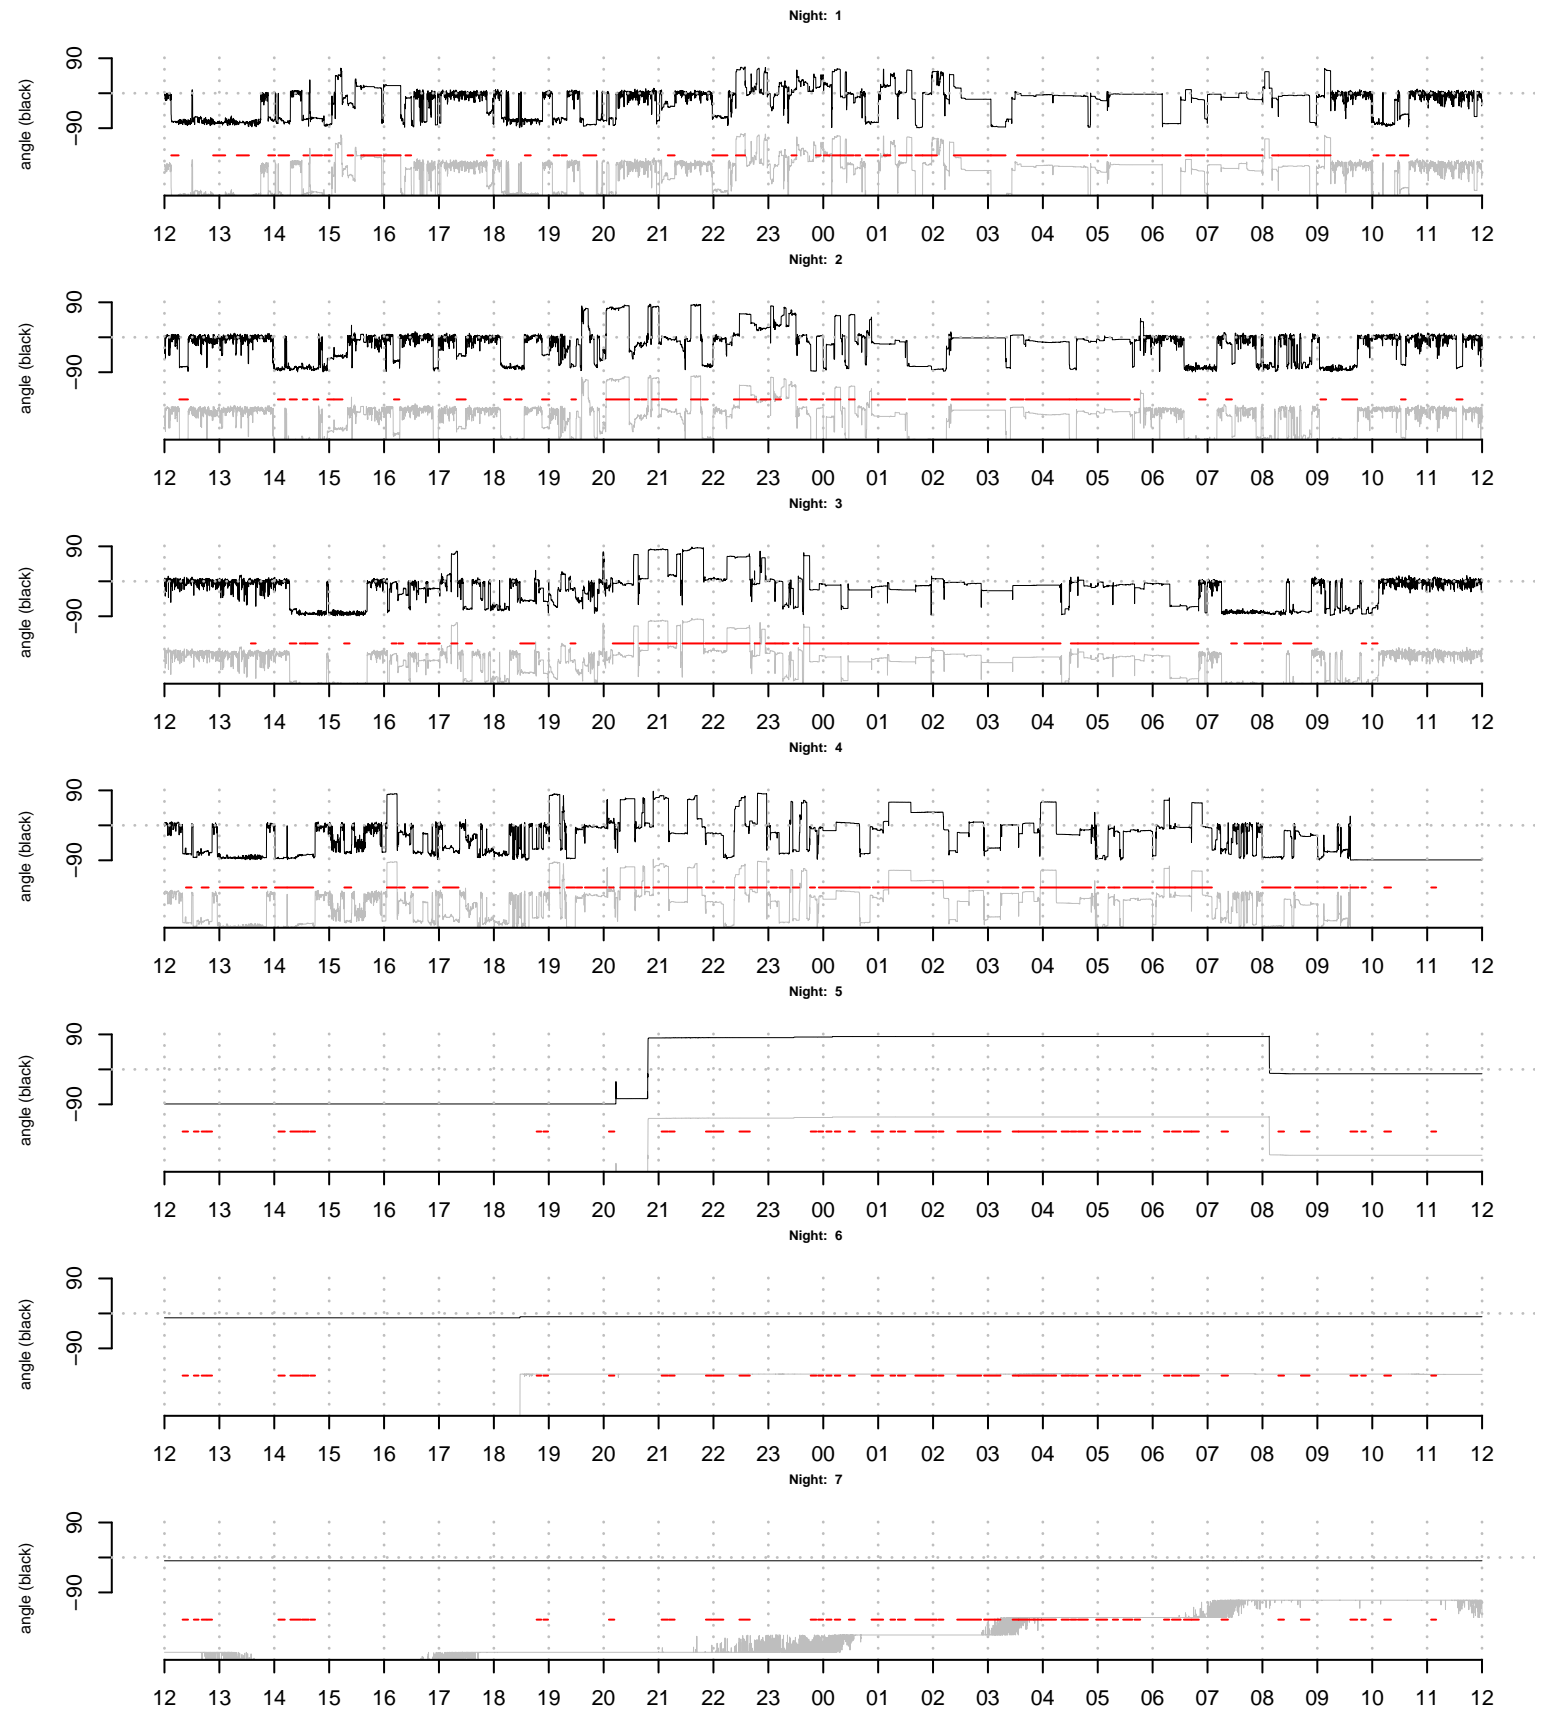 Night: 1
angle (black)
90
-90
12 13 14 15 16 17 18 19 20 21 22 23 00 01 02 03 04 05 06 07 08 09 10 11 12
Night: 2
angle (black)
90
-90
12 13 14 15 16 17 18 19 20 21 22 23 00 01 02 03 04 05 06 07 08 09 10 11 12
Night: 3
angle (black)
90
-90
12 13 14 15 16 17 18 19 20 21 22 23 00 01 02 03 04 05 06 07 08 09 10 11 12
Night: 4
angle (black)
90
-90
12 13 14 15 16 17 18 19 20 21 22 23 00 01 02 03 04 05 06 07 08 09 10 11 12
Night: 5
angle (black)
90
-90
12 13 14 15 16 17 18 19 20 21 22 23 00 01 02 03 04 05 06 07 08 09 10 11 12
Night: 6
angle (black)
90
-90
12 13 14 15 16 17 18 19 20 21 22 23 00 01 02 03 04 05 06 07 08 09 10 11 12
Night: 7
angle (black)
90
-90
12 13 14 15 16 17 18 19 20 21 22 23 00 01 02 03 04 05 06 07 08 09 10 11 12